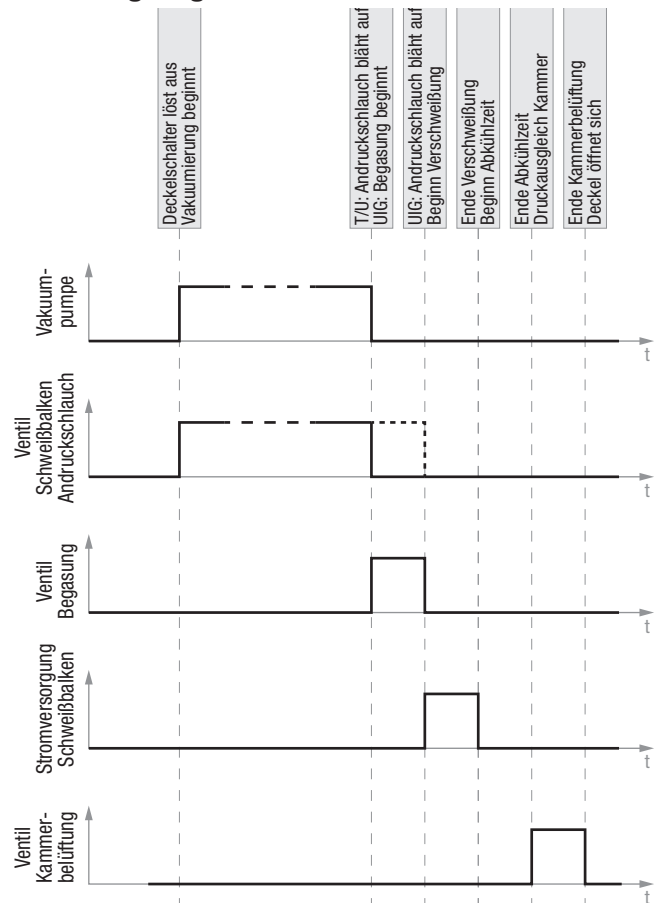 Deckelschalter löst aus
Vakuumierung beginnt
T/U: Andruckschlauch bläht auf
UIG: Begasung beginnt
UIG: Andruckschlauch bläht auf
Beginn Verschweißung
Ende Verschweißung
Beginn Abkühlzeit
Ende Abkühlzeit
Druckausgleich Kammer
Ende Kammerbelüftung
Deckel öffnet sich
Vakuum-
pumpe
t
Ventil
Schweißbalken
Andruckschlauch
t
Ventil
Begasung
t
Stromversorgung
Schweißbalken
t
Ventil
Kammer-
belüftung
t